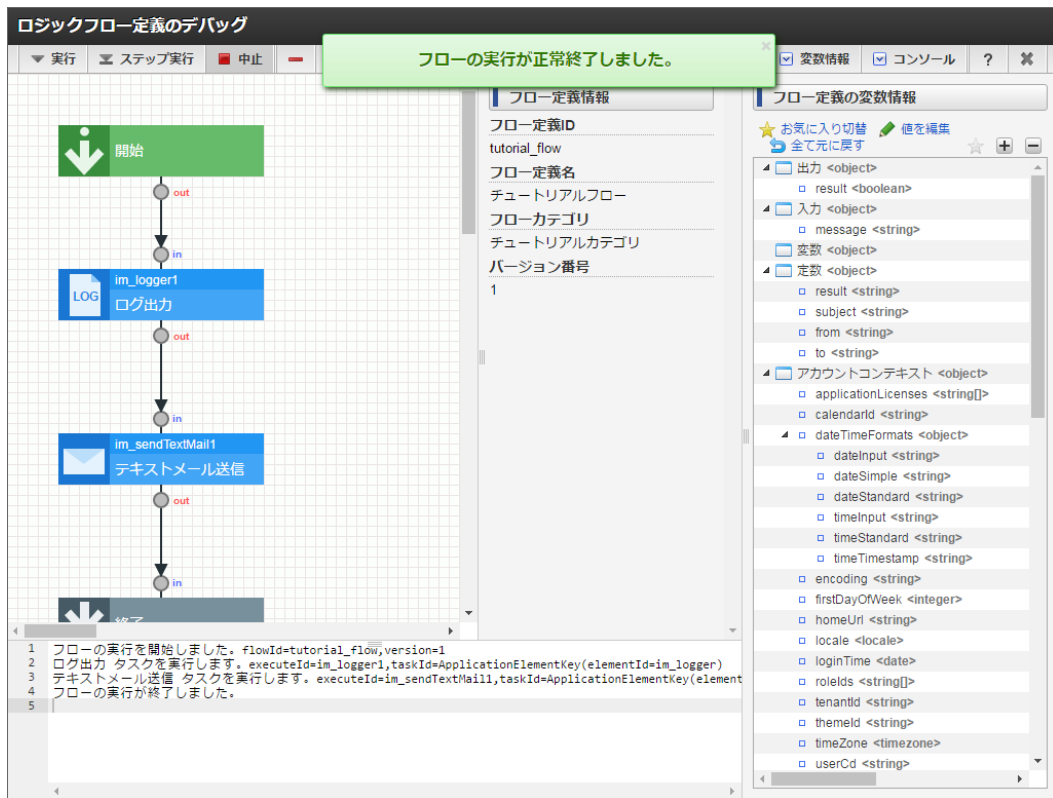 ロジックフロー定義のデバッグ
実行 ステップ実行 中止
フローの実行が正常終了しました。
変数情報 コンソール ?
開始
out
in
im_logger1
LOG
ログ出力
out
in
im_sendTextMail1
テキストメール送信
out
in
終了
フロー定義情報
フロー定義ID
tutorial_flow
フロー定義名
チュートリアルフロー
フローカテゴリ
チュートリアルカテゴリ
バージョン番号
1
フロー定義の変数情報
お気に入り切替 値を編集
全て元に戻す
出力 <object>
result <boolean>
入力 <object>
message <string>
変数 <object>
定数 <object>
result <string>
subject <string>
from <string>
to <string>
アカウントコンテキスト <object>
applicationLicenses <string[]>
calendarId <string>
dateTimeFormats <object>
dateInput <string>
dateSimple <string>
dateStandard <string>
timeInput <string>
timeStandard <string>
timeTimestamp <string>
encoding <string>
firstDayOfWeek <integer>
homeUrl <string>
locale <locale>
loginTime <date>
roleIds <string[]>
tenantId <string>
themeId <string>
timeZone <timezone>
userCd <string>
1 フローの実行を開始しました。flowId=tutorial_flow,version=1
2 ログ出力 タスクを実行します。executeId=im_logger1,taskId=ApplicationElementKey(elementId=im_logger)
3 テキストメール送信 タスクを実行します。executeId=im_sendTextMail1,taskId=ApplicationElementKey(element
4 フローの実行が終了しました。
5